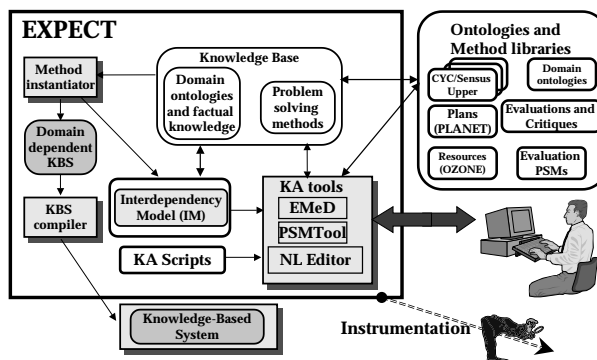 EXPECT
Ontologies and
Method libraries
Knowledge Base
Method
instantiator
Domain
ontologies
and factual
knowledge
Problem
solving
methods
CYC/Sensus
Upper
Domain
ontologies
Plans
(PLANET)
Evaluations and
Critiques
Resources
(OZONE)
Evaluation
PSMs
Domain
dependent
KBS
KBS
compiler
Interdependency
Model (IM)
KA tools
EMeD
PSMTool
NL Editor
KA Scripts
Knowledge-Based
System
Instrumentation